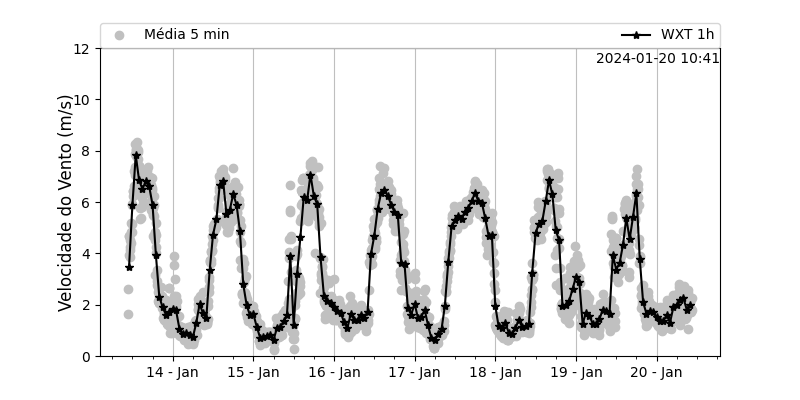 Média 5 min
WXT 1h
2024-01-20 10:41
Velocidade do Vento (m/s)
12
10
8
6
4
2
0
14 - Jan
15 - Jan
16 - Jan
17 - Jan
18 - Jan
19 - Jan
20 - Jan